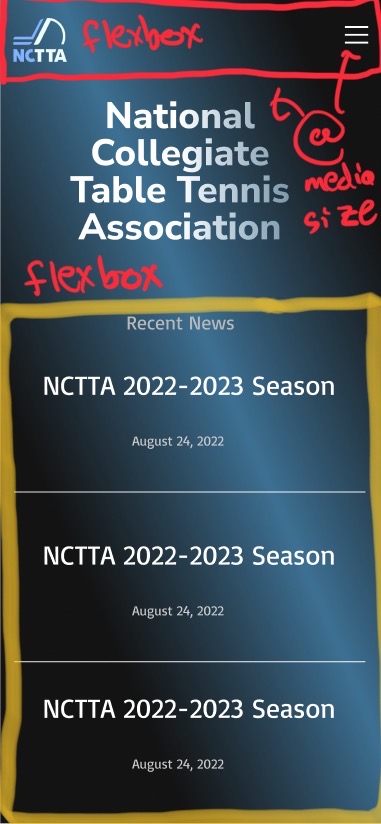 NCTTA
flexbox
National
Collegiate
Table Tennis
Association
@
media
size
flexbox
Recent News
NCTTA 2022-2023 Season
August 24, 2022
NCTTA 2022-2023 Season
August 24, 2022
NCTTA 2022-2023 Season
August 24, 2022